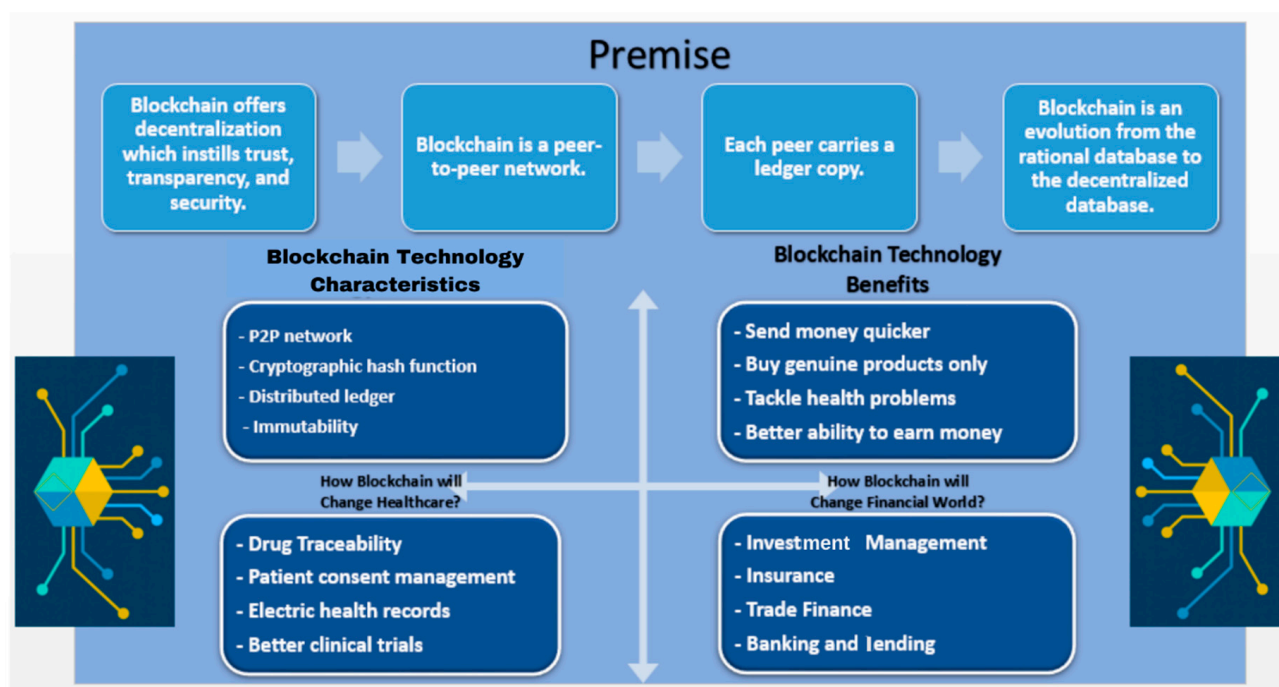 Premise
Blockchain offers
decentralization
which instills trust,
transparency, and
security.
Blockchain is a peer-
to-peer network.
Each peer carries a
ledger copy.
Blockchain is an
evolution from the
rational database to
the decentralized
database.
Blockchain Technology
Characteristics
- P2P network
- Cryptographic hash function
- Distributed ledger
- Immutability
Blockchain Technology
Benefits
- Send money quicker
- Buy genuine products only
- Tackle health problems
- Better ability to earn money
How Blockchain will
Change Healthcare?
- Drug Traceability
- Patient consent management
- Electric health records
- Better clinical trials
How Blockchain will
Change Financial World?
- Investment Management
- Insurance
- Trade Finance
- Banking and lending